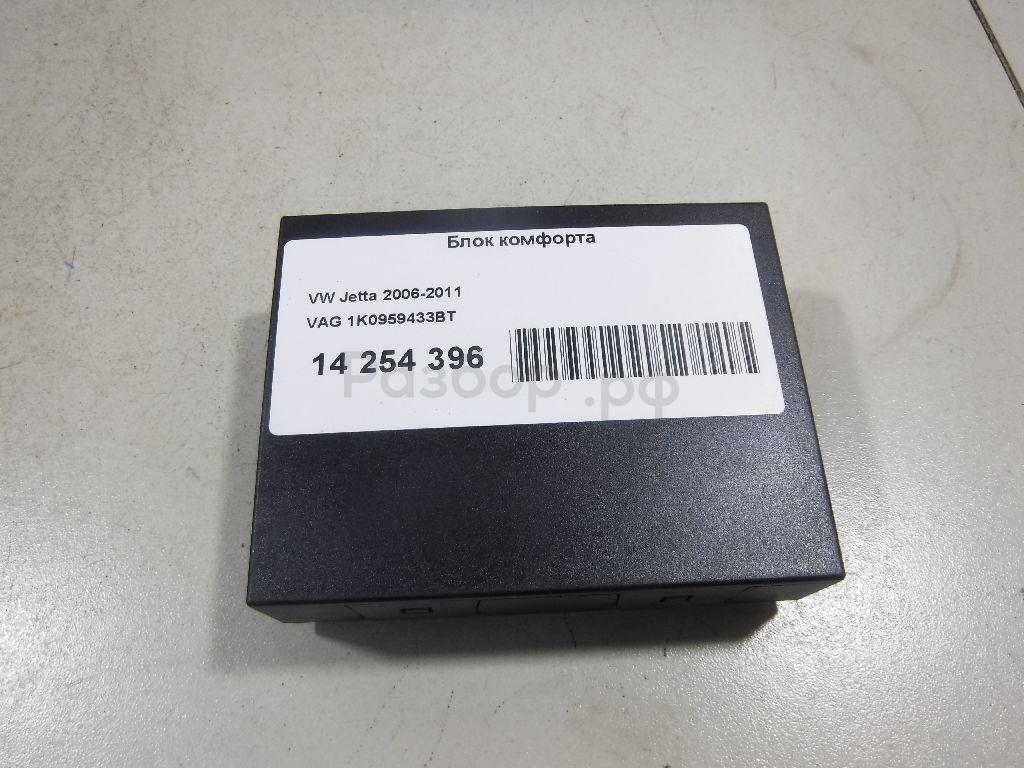 Блок комфорта
VW Jetta 2006-2011
VAG 1K0959433BT
14 254 396
Разбор.рф